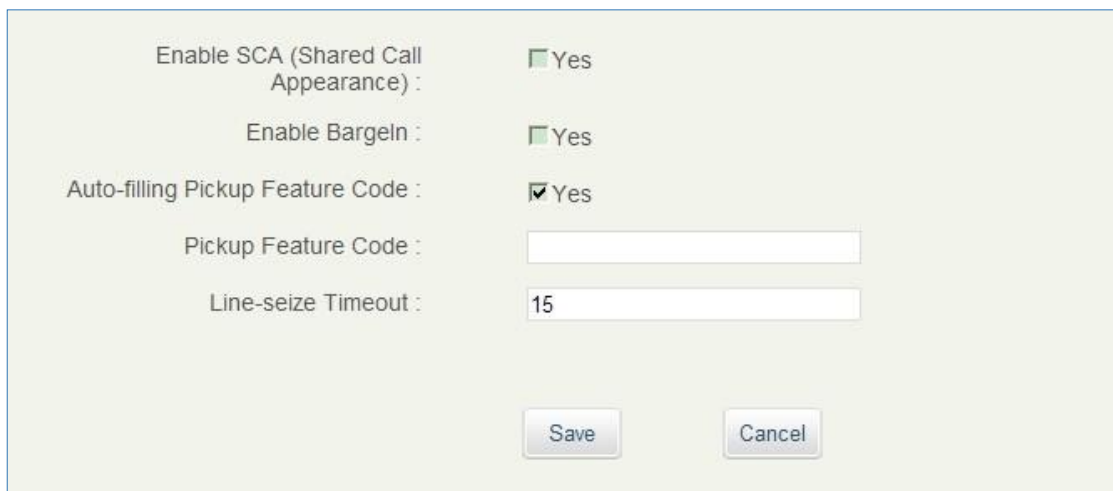 Enable SCA (Shared Call
Appearance) :
Yes
Enable BargeIn :
Yes
Auto-filling Pickup Feature Code :
Yes
Pickup Feature Code :
Line-seize Timeout :
15
Save
Cancel